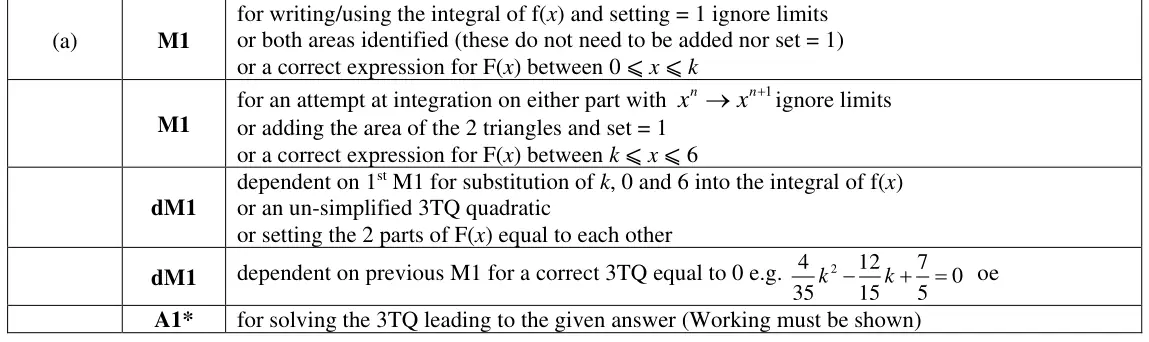 (a) M1 for writing/using the integral of f(x) and setting = 1 ignore limits
or both areas identified (these do not need to be added nor set = 1)
or a correct expression for F(x) between 0 ⩽ x ⩽ k
M1 for an attempt at integration on either part with xⁿ → xⁿ⁺¹ ignore limits
or adding the area of the 2 triangles and set = 1
or a correct expression for F(x) between k ⩽ x ⩽ 6
dM1 dependent on 1st M1 for substitution of k, 0 and 6 into the integral of f(x)
or an un-simplified 3TQ quadratic
or setting the 2 parts of F(x) equal to each other
dM1 dependent on previous M1 for a correct 3TQ equal to 0 e.g. 4/35 k² − 12/15 k + 7/5 = 0 oe
A1* for solving the 3TQ leading to the given answer (Working must be shown)